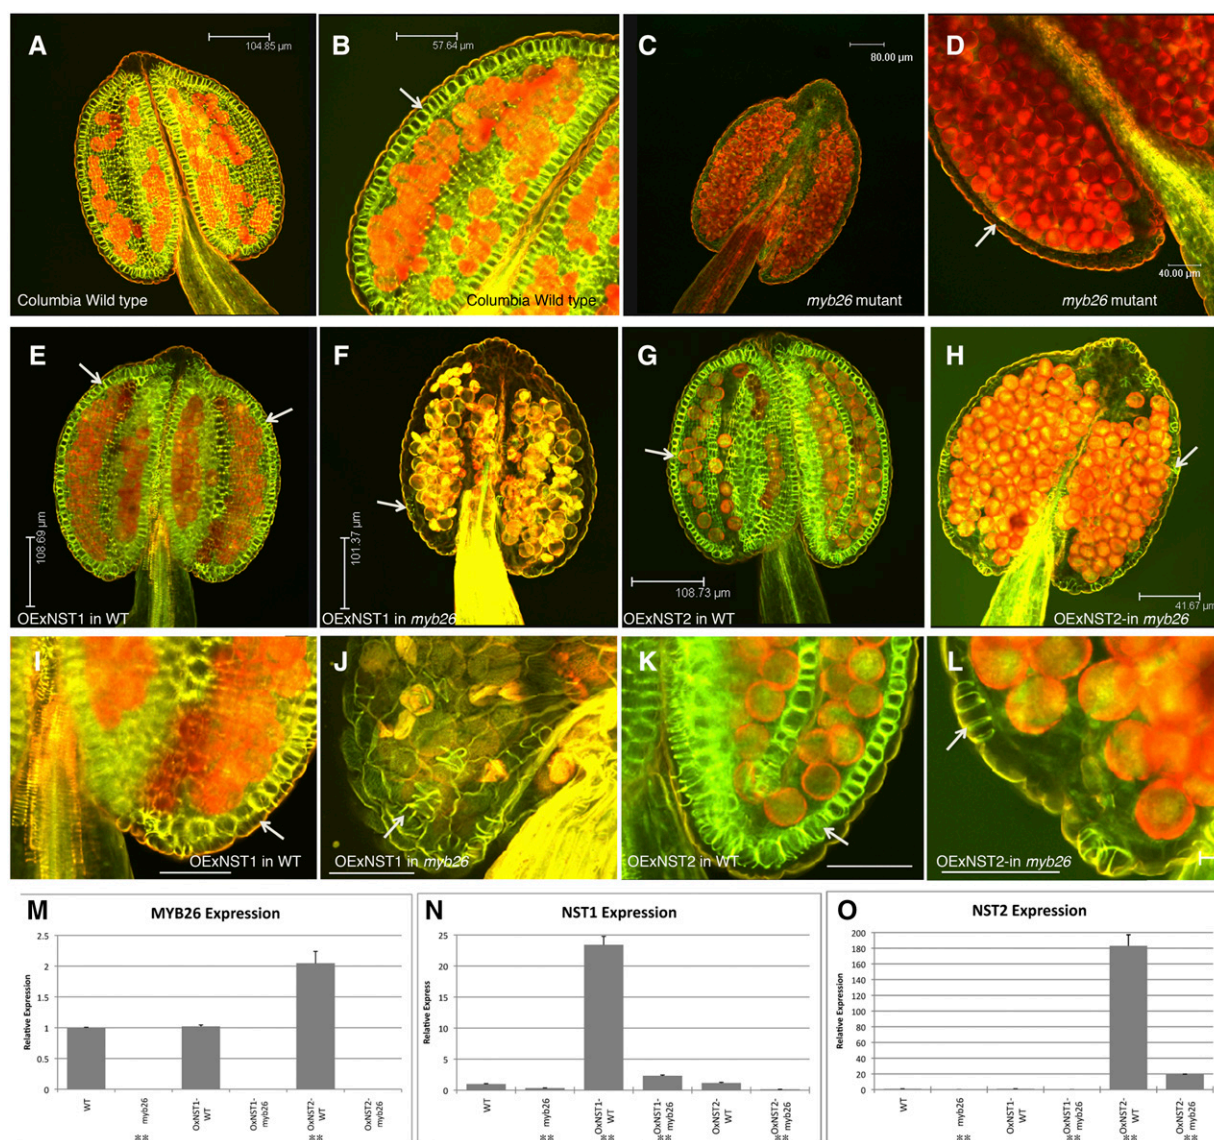 A
104.85 µm
Columbia Wild type
B
57.64 µm
Columbia Wild type
C
80.00 µm
myb26 mutant
D
40.00 µm
myb26 mutant
E
108.69 µm
OExNST1 in WT
F
101.37 µm
OExNST1 in myb26
G
108.73 µm
OExNST2 in WT
H
41.67 µm
OExNST2-in myb26
I
OExNST1 in WT
J
OExNST1 in myb26
K
OExNST2 in WT
L
OExNST2-in myb26
M
MYB26 Expression
Relative Expression
2.5
2
1.5
1
0.5
0
WT
※ myb26
OxNST1-WT
OxNST1-myb26
※ OxNST2-WT
OxNST2-myb26
N
NST1 Expression
Relative Express
25
20
15
10
5
0
WT
※ myb26
※ OxNST1-WT
※ OxNST1-myb26
OxNST2-WT
※ OxNST2-myb26
O
NST2 Expression
Relative Expression
200
180
160
140
120
100
80
60
40
20
0
WT
myb26
OxNST1-WT
※ OxNST1-myb26
※ OxNST2-WT
※ OxNST2-myb26